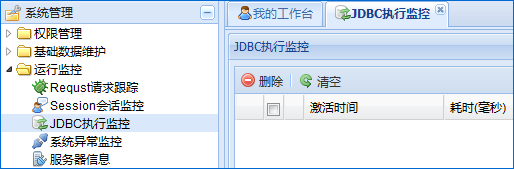 系统管理
权限管理
基础数据维护
运行监控
Requst请求跟踪
Session会话监控
JDBC执行监控
系统异常监控
服务器信息
我的工作台 JDBC执行监控
JDBC执行监控
删除 清空
激活时间 耗时(毫秒)